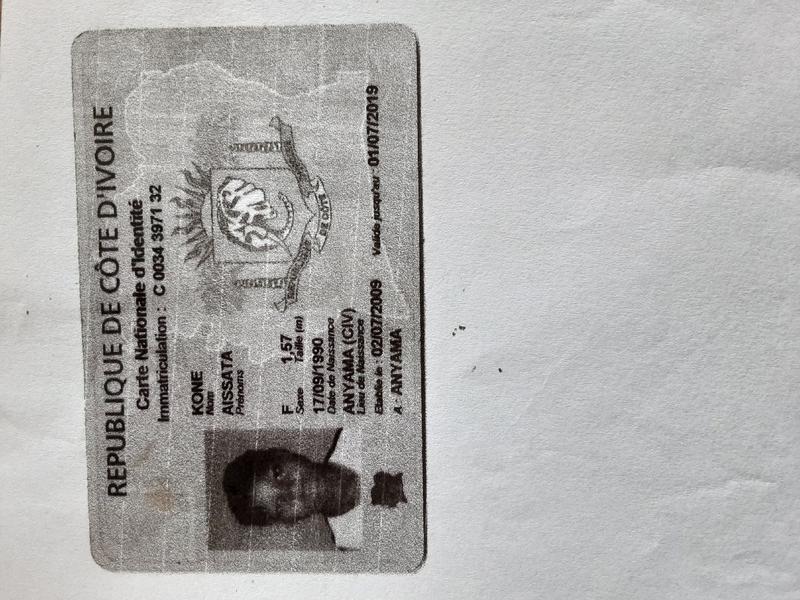 REPUBLIQUE DE CÔTE D'IVOIRE
Carte Nationale d'Identité
Immatriculation : C 0034 3971 32
KONE
Nom
AISSATA
Prénoms
F 1,57
Sexe Taille (m)
17/09/1990
Date de Naissance
ANYAMA (CIV)
Lieu de Naissance
Etablie le : 02/07/2009 Valide jusqu'au : 01/07/2019
A : ANYAMA
DE CÔTE